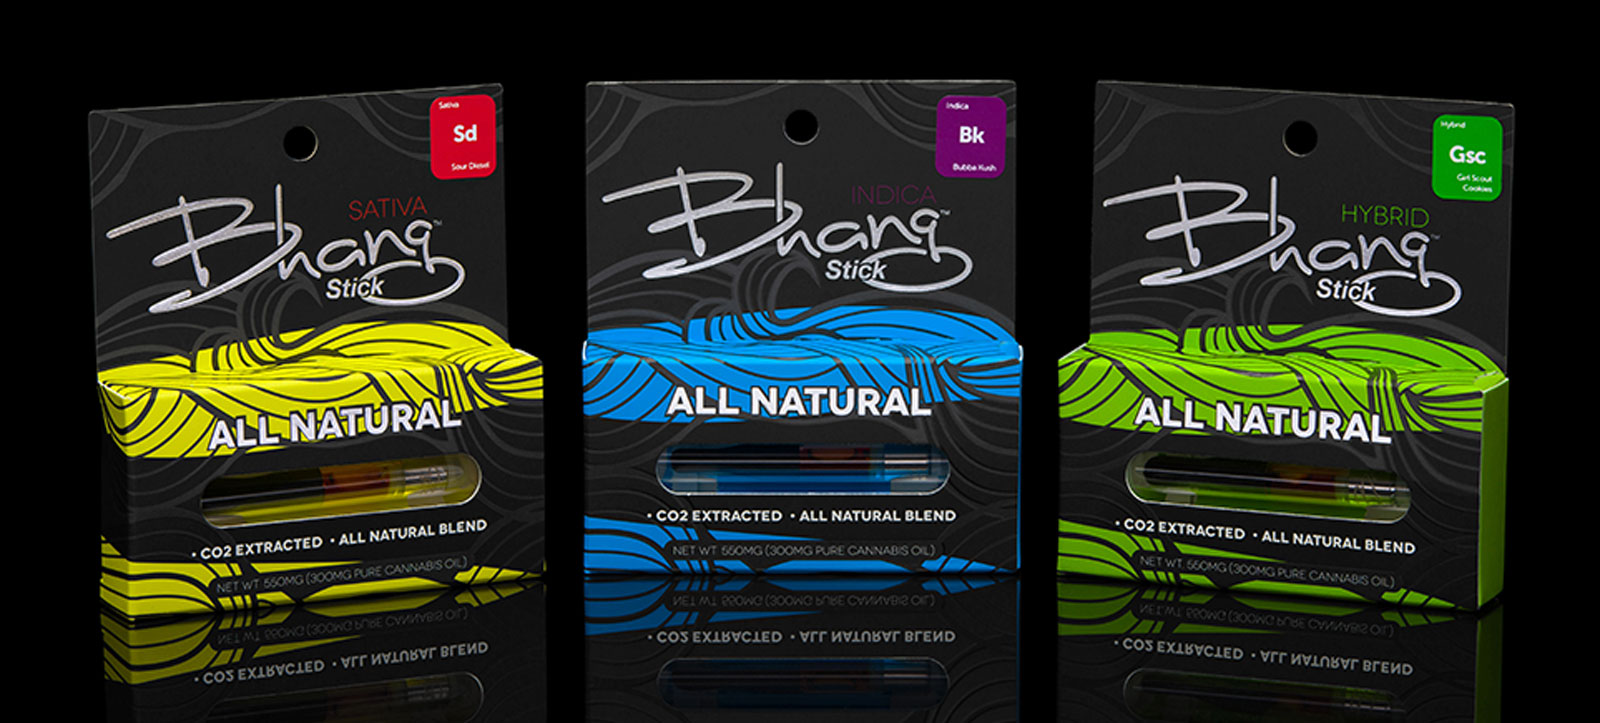 Sativa
Sd
Sour Diesel
SATIVA
Bhang™
Stick
ALL NATURAL
• CO2 EXTRACTED • ALL NATURAL BLEND
NET WT. 550MG (300MG PURE CANNABIS OIL)
Indica
Bk
Bubba Kush
INDICA
Bhang™
Stick
ALL NATURAL
• CO2 EXTRACTED • ALL NATURAL BLEND
NET WT. 550MG (300MG PURE CANNABIS OIL)
Hybrid
Gsc
Girl Scout
Cookies
HYBRID
Bhang™
Stick
ALL NATURAL
• CO2 EXTRACTED • ALL NATURAL BLEND
NET WT. 550MG (300MG PURE CANNABIS OIL)